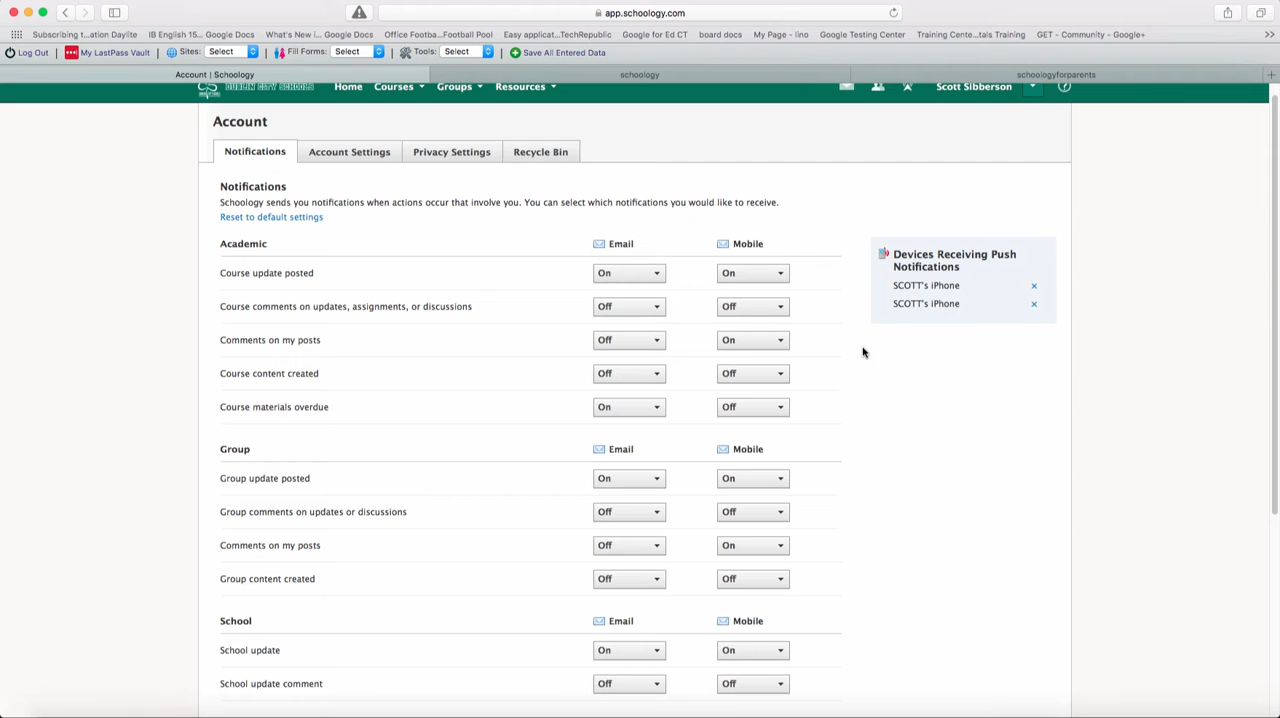 app.schoology.com
Subscribing t...ation Daylite IB English 15... Google Docs What's New i... Google Docs Office Footba...Football Pool Easy applicat...TechRepublic Google for Ed CT board docs My Page - lino Google Testing Center Training Cente...tals Training GET - Community - Google+
Log Out My LastPass Vault Sites: Select Fill Forms: Select Tools: Select Save All Entered Data
Account | Schoology schoology schoologyforparents
DUBLIN CITY SCHOOLS Home Courses Groups Resources Scott Sibberson
Account
Notifications Account Settings Privacy Settings Recycle Bin
Notifications
Schoology sends you notifications when actions occur that involve you. You can select which notifications you would like to receive.
Reset to default settings
Academic Email Mobile
Course update posted On On
Course comments on updates, assignments, or discussions Off Off
Comments on my posts Off On
Course content created Off Off
Course materials overdue On Off
Group Email Mobile
Group update posted On On
Group comments on updates or discussions Off Off
Comments on my posts Off On
Group content created Off Off
School Email Mobile
School update On On
School update comment Off Off
Devices Receiving Push
Notifications
SCOTT's iPhone ×
SCOTT's iPhone ×